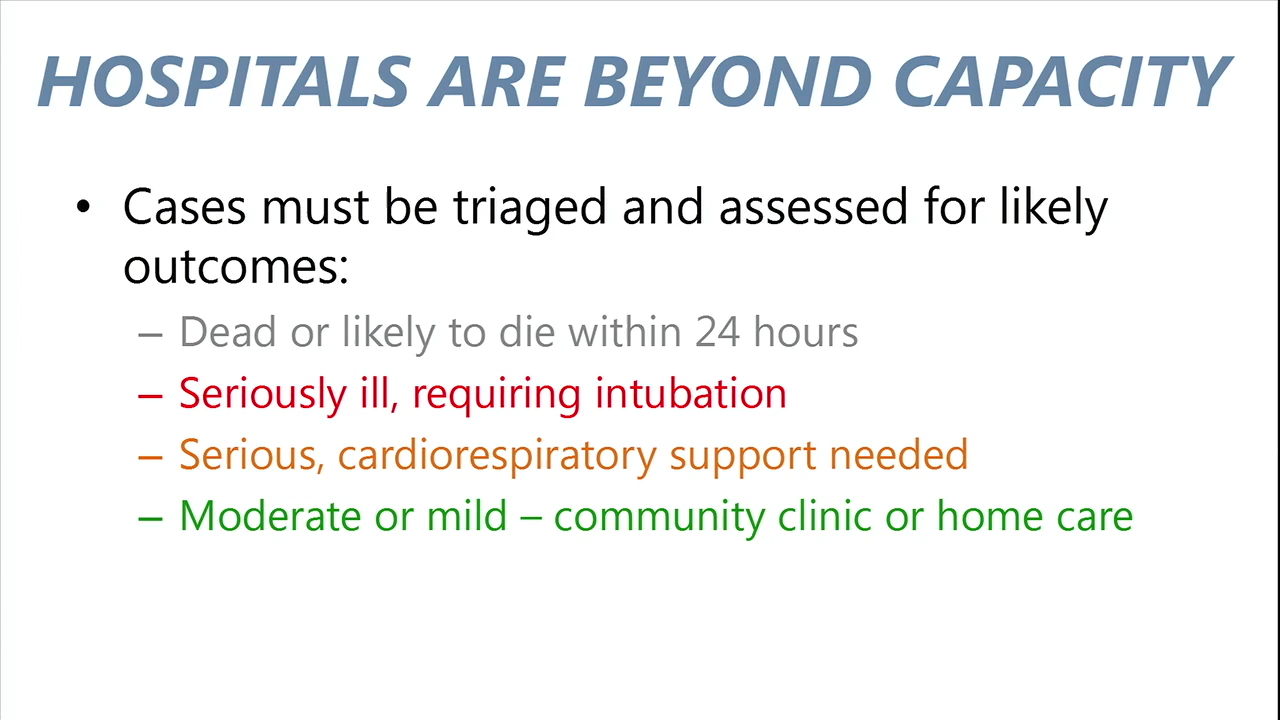 HOSPITALS ARE BEYOND CAPACITY
• Cases must be triaged and assessed for likely
outcomes:
– Dead or likely to die within 24 hours
– Seriously ill, requiring intubation
– Serious, cardiorespiratory support needed
– Moderate or mild – community clinic or home care